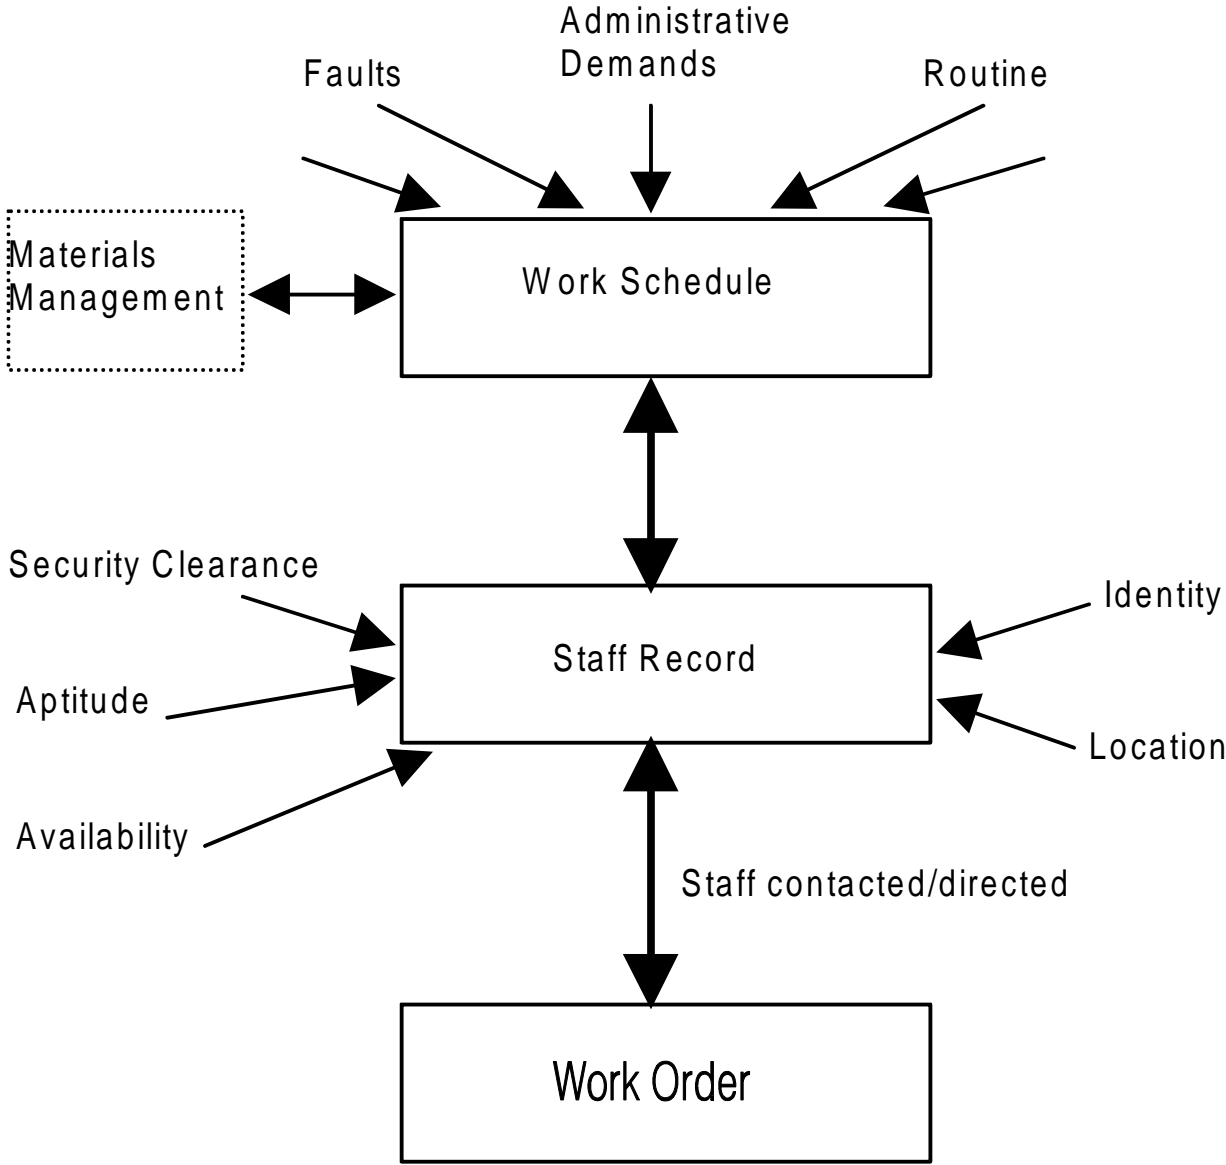 Administrative
Demands
Faults
Routine
Materials
Management
Work Schedule
Security Clearance
Identity
Staff Record
Aptitude
Location
Availability
Staff contacted/directed
Work Order